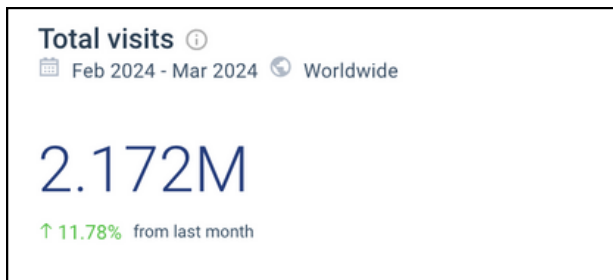 Total visits
Feb 2024 - Mar 2024 Worldwide
2.172M
↑ 11.78% from last month